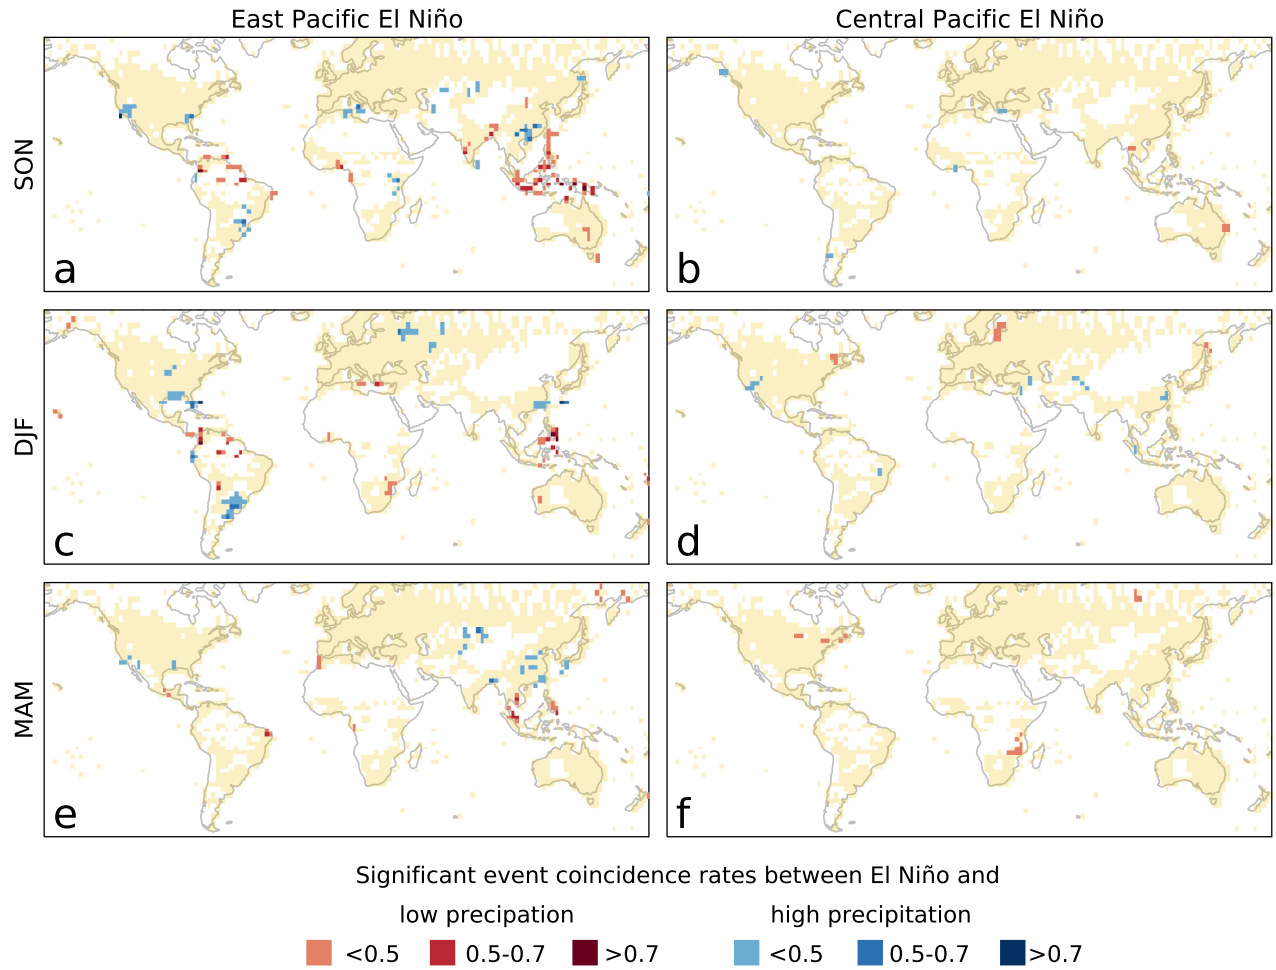 East Pacific El Niño
Central Pacific El Niño
SON
a
b
DJF
c
d
MAM
e
f
Significant event coincidence rates between El Niño and
low precipation
high precipitation
<0.5
0.5-0.7
>0.7
<0.5
0.5-0.7
>0.7